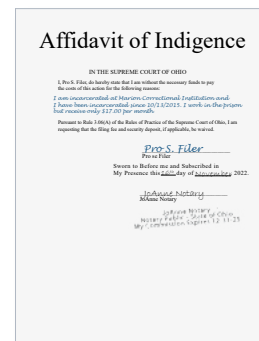 Affidavit of Indigence
IN THE SUPREME COURT OF OHIO
I, Pro S. Filer, do hereby state that I am without the necessary funds to pay
the costs of this action for the following reasons:
I am incarcerated at Marion Correctional Institution and
I have been incarcerated since 10/13/2015. I work in the prison
but receive only $17.00 per month.
Pursuant to Rule 3.06(A) of the Rules of Practice of the Supreme Court of Ohio, I am
requesting that the filing fee and security deposit, if applicable, be waived.
Pro S. Filer
Pro se Filer
Sworn to Before me and Subscribed in
My Presence this day of November 2022.
JoAnne Notary
JoAnne Notary
JoAnne Notary
Notary Public - State of Ohio
My Commission Expires 12-11-25